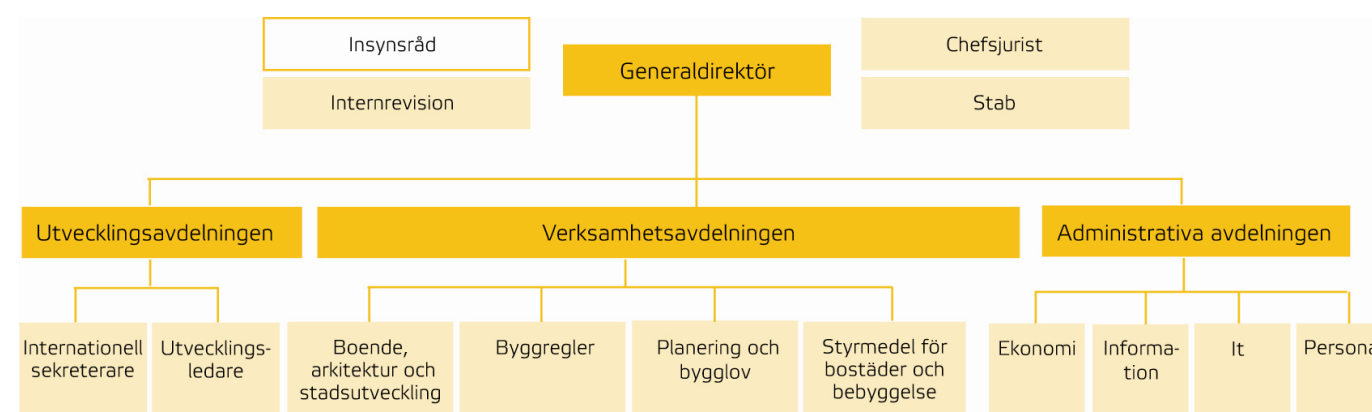 Insynsråd
Chefsjurist
Generaldirektör
Internrevision
Stab
Utvecklingsavdelningen
Verksamhetsavdelningen
Administrativa avdelningen
Internationell
sekreterare
Utvecklings-
ledare
Boende,
arkitektur och
stadsutveckling
Byggregler
Planering och
bygglov
Styrmedel för
bostäder och
bebyggelse
Ekonomi
Informa-
tion
It